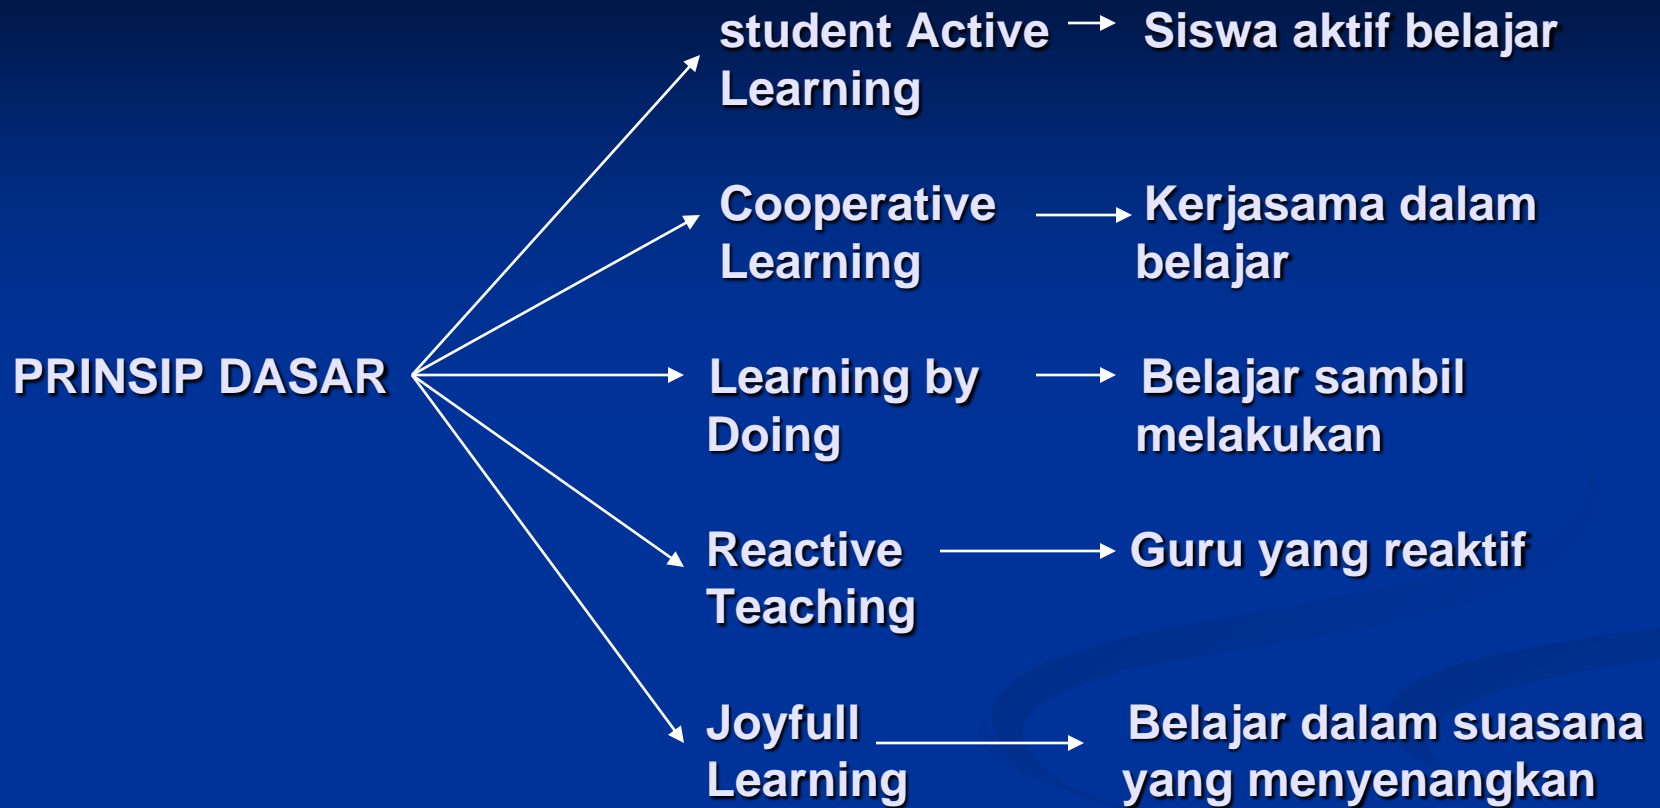 student Active
Learning
Siswa aktif belajar
Cooperative
Learning
Kerjasama dalam
belajar
PRINSIP DASAR
Learning by
Doing
Belajar sambil
melakukan
Reactive
Teaching
Guru yang reaktif
Joyfull
Learning
Belajar dalam suasana
yang menyenangkan